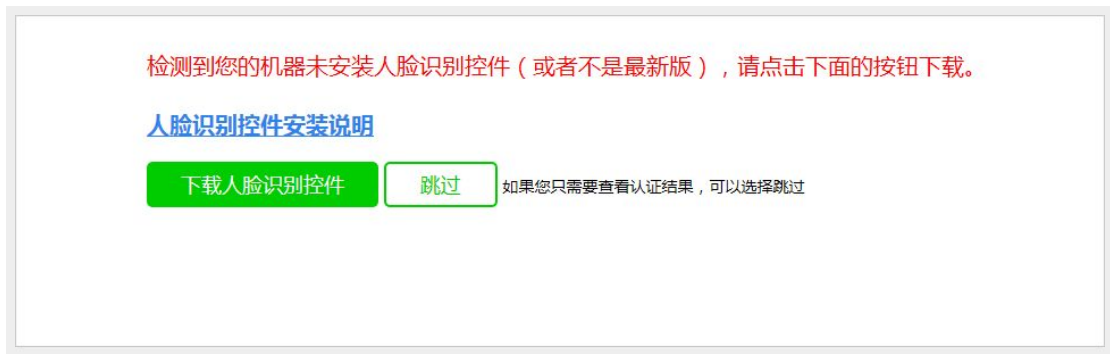 检测到您的机器未安装人脸识别控件（或者不是最新版），请点击下面的按钮下载。
人脸识别控件安装说明
下载人脸识别控件 跳过 如果您只需要查看认证结果，可以选择跳过